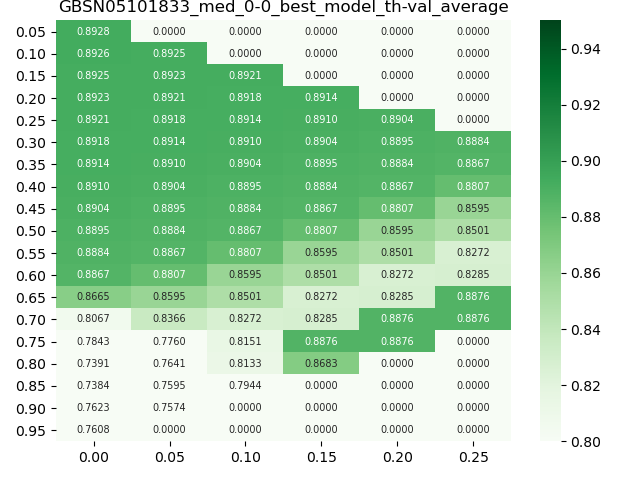 GBSN05101833_med_0-0_best_model_th-val_average
0.05 0.8928 0.0000 0.0000 0.0000 0.0000 0.0000
0.10 0.8926 0.8925 0.0000 0.0000 0.0000 0.0000
0.15 0.8925 0.8923 0.8921 0.0000 0.0000 0.0000
0.20 0.8923 0.8921 0.8918 0.8914 0.0000 0.0000
0.25 0.8921 0.8918 0.8914 0.8910 0.8904 0.0000
0.30 0.8918 0.8914 0.8910 0.8904 0.8895 0.8884
0.35 0.8914 0.8910 0.8904 0.8895 0.8884 0.8867
0.40 0.8910 0.8904 0.8895 0.8884 0.8867 0.8807
0.45 0.8904 0.8895 0.8884 0.8867 0.8807 0.8595
0.50 0.8895 0.8884 0.8867 0.8807 0.8595 0.8501
0.55 0.8884 0.8867 0.8807 0.8595 0.8501 0.8272
0.60 0.8867 0.8807 0.8595 0.8501 0.8272 0.8285
0.65 0.8665 0.8595 0.8501 0.8272 0.8285 0.8876
0.70 0.8067 0.8366 0.8272 0.8285 0.8876 0.8876
0.75 0.7843 0.7760 0.8151 0.8876 0.8876 0.0000
0.80 0.7391 0.7641 0.8133 0.8683 0.0000 0.0000
0.85 0.7384 0.7595 0.7944 0.0000 0.0000 0.0000
0.90 0.7623 0.7574 0.0000 0.0000 0.0000 0.0000
0.95 0.7608 0.0000 0.0000 0.0000 0.0000 0.0000
0.00 0.05 0.10 0.15 0.20 0.25
0.94
0.92
0.90
0.88
0.86
0.84
0.82
0.80